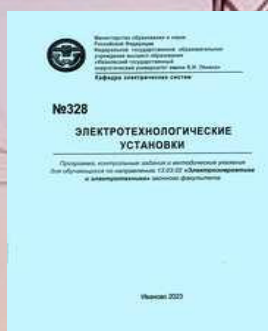 Министерство образования и науки
Российской Федерации
Федеральное государственное образовательное
учреждение высшего образования
«Ивановский государственный
энергетический университет имени В.И. Ленина»
Кафедра электрических систем
№328
ЭЛЕКТРОТЕХНОЛОГИЧЕСКИЕ
УСТАНОВКИ
Программа, контрольные задания и методические указания
для обучающихся по направлению 13.03.02 «Электроэнергетика
и электротехника» заочного факультета
Иваново 2023